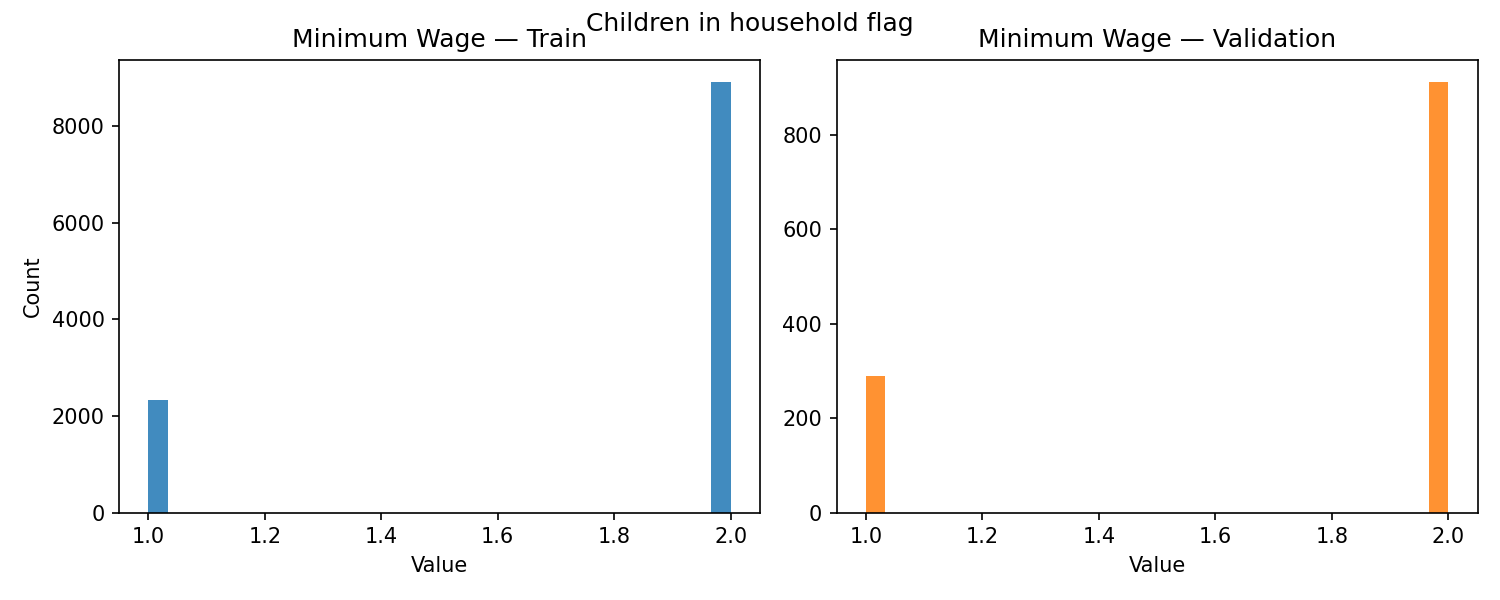 Children in household flag
Minimum Wage — Train
Count
8000
6000
4000
2000
0
1.0 1.2 1.4 1.6 1.8 2.0
Value
Minimum Wage — Validation
800
600
400
200
0
1.0 1.2 1.4 1.6 1.8 2.0
Value